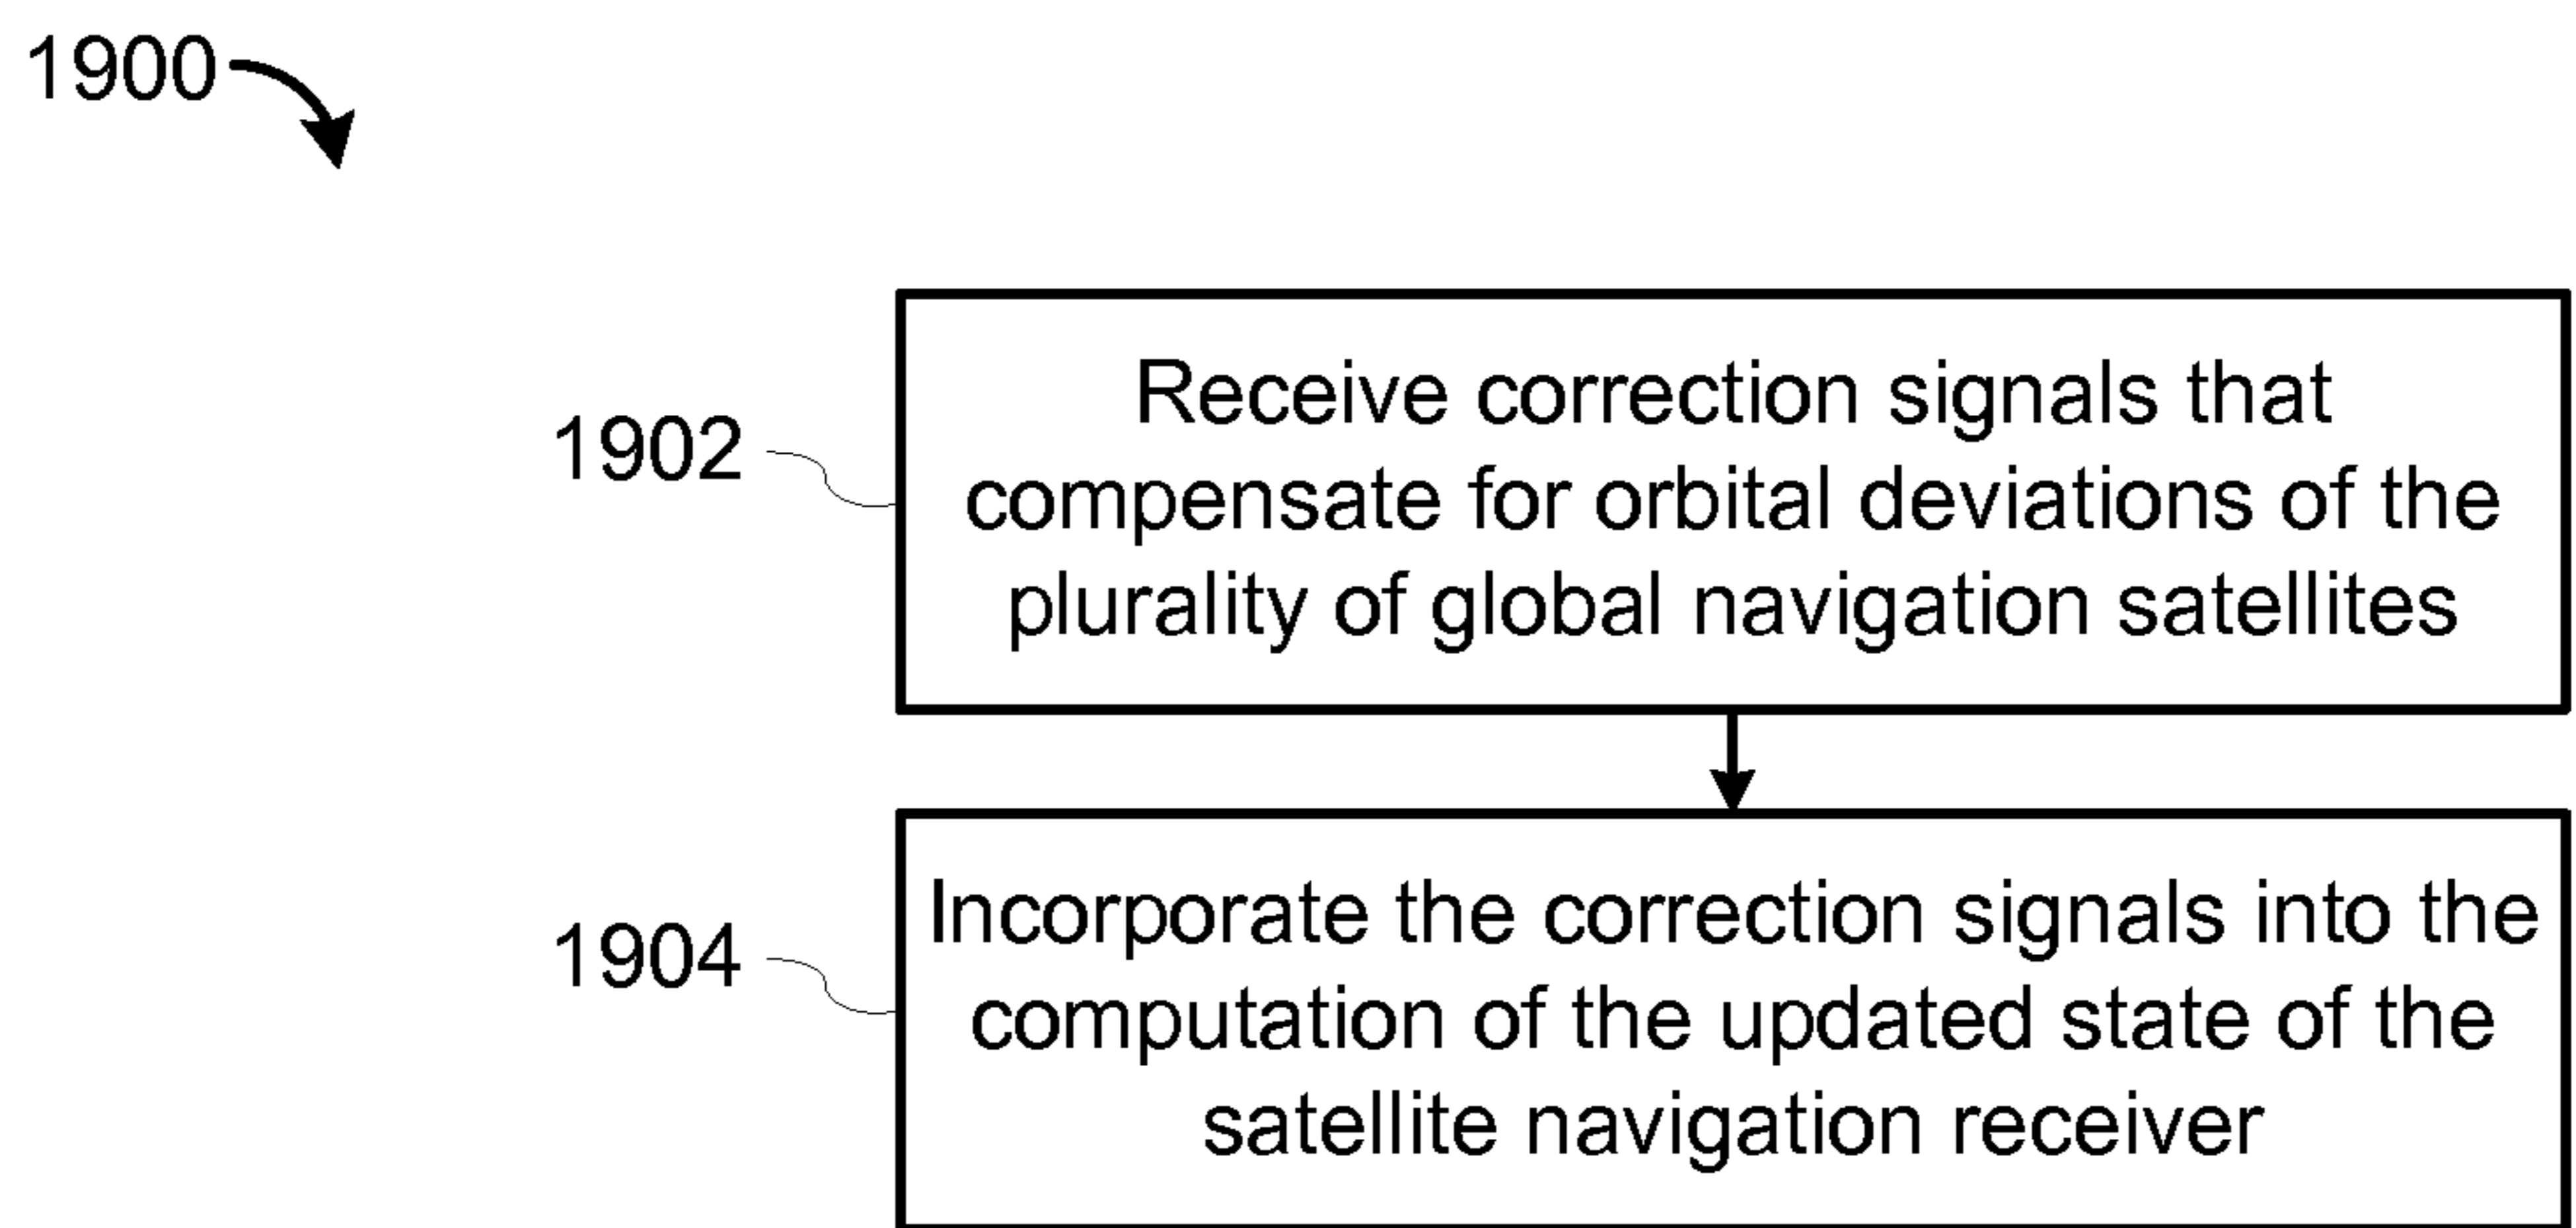 1900
1902
Receive correction signals that
compensate for orbital deviations of the
plurality of global navigation satellites
1904
Incorporate the correction signals into the
computation of the updated state of the
satellite navigation receiver